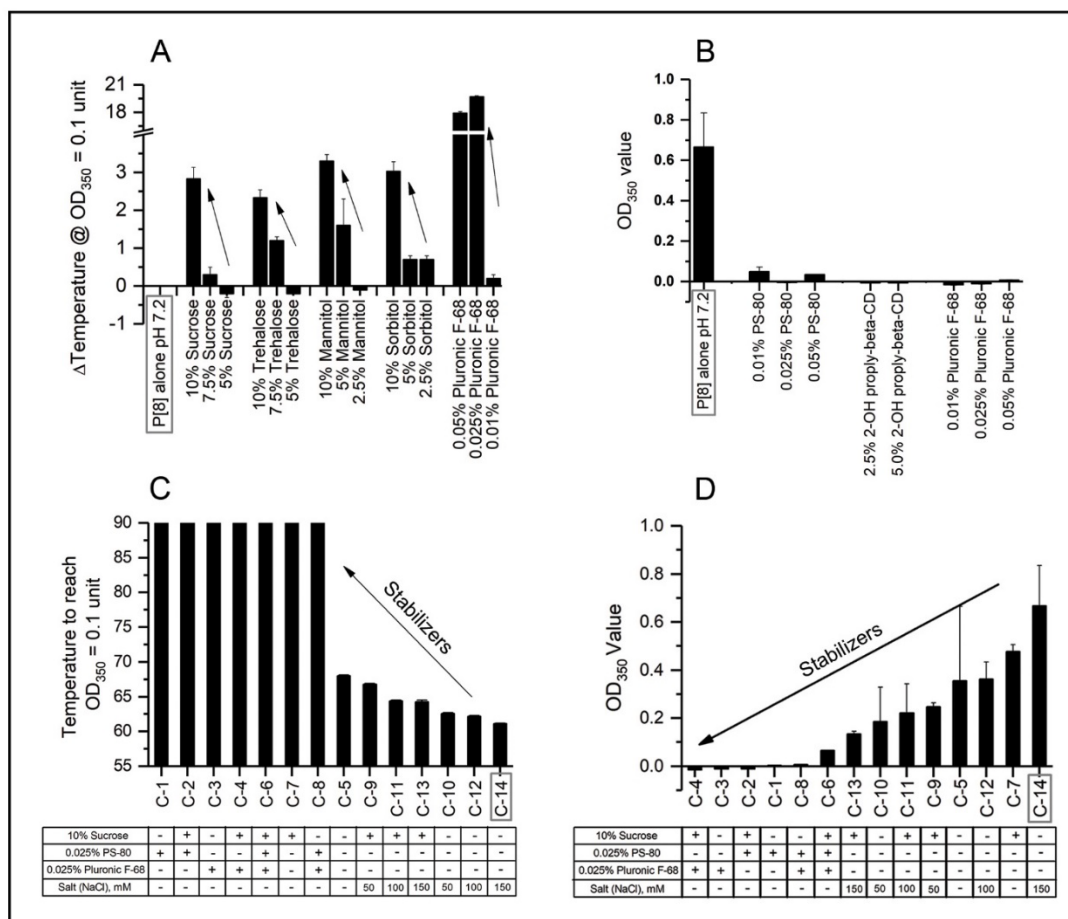 A
ΔTemperature @ OD350 = 0.1 unit
21
18
3
2
1
0
-1
P[8] alone pH 7.2
10% Sucrose
7.5% Sucrose
5% Sucrose
10% Trehalose
7.5% Trehalose
5% Trehalose
10% Mannitol
5% Mannitol
2.5% Mannitol
10% Sorbitol
5% Sorbitol
2.5% Sorbitol
0.05% Pluronic F-68
0.025% Pluronic F-68
0.01% Pluronic F-68
B
OD350 value
1.0
0.8
0.6
0.4
0.2
0.0
P[8] alone pH 7.2
0.01% PS-80
0.025% PS-80
0.05% PS-80
2.5% 2-OH proply-beta-CD
5.0% 2-OH proply-beta-CD
0.01% Pluronic F-68
0.025% Pluronic F-68
0.05% Pluronic F-68
C
Temperature to reach
OD350 = 0.1 unit
90
85
80
75
70
65
60
55
Stabilizers
C-1 C-2 C-3 C-4 C-6 C-7 C-8 C-5 C-9 C-11 C-13 C-10 C-12 C-14
10% Sucrose - + - + + + - - + + + - - -
0.025% PS-80 + + - - + - + - - - - - - -
0.025% Pluronic F-68 - - + + + - + - - - - - - -
Salt (NaCl), mM - - - - - - - - 50 100 150 50 100 150
D
OD350 Value
1.0
0.8
0.6
0.4
0.2
0.0
Stabilizers
C-4 C-3 C-2 C-1 C-8 C-6 C-13 C-10 C-11 C-9 C-5 C-12 C-7 C-14
10% Sucrose + - + - - + + - + + - - + -
0.025% PS-80 - - + + + + - - - - - - - -
0.025% Pluronic F-68 + + - - + + - - - - - - - -
Salt (NaCl), mM - - - - - - 150 50 100 50 - 100 - 150